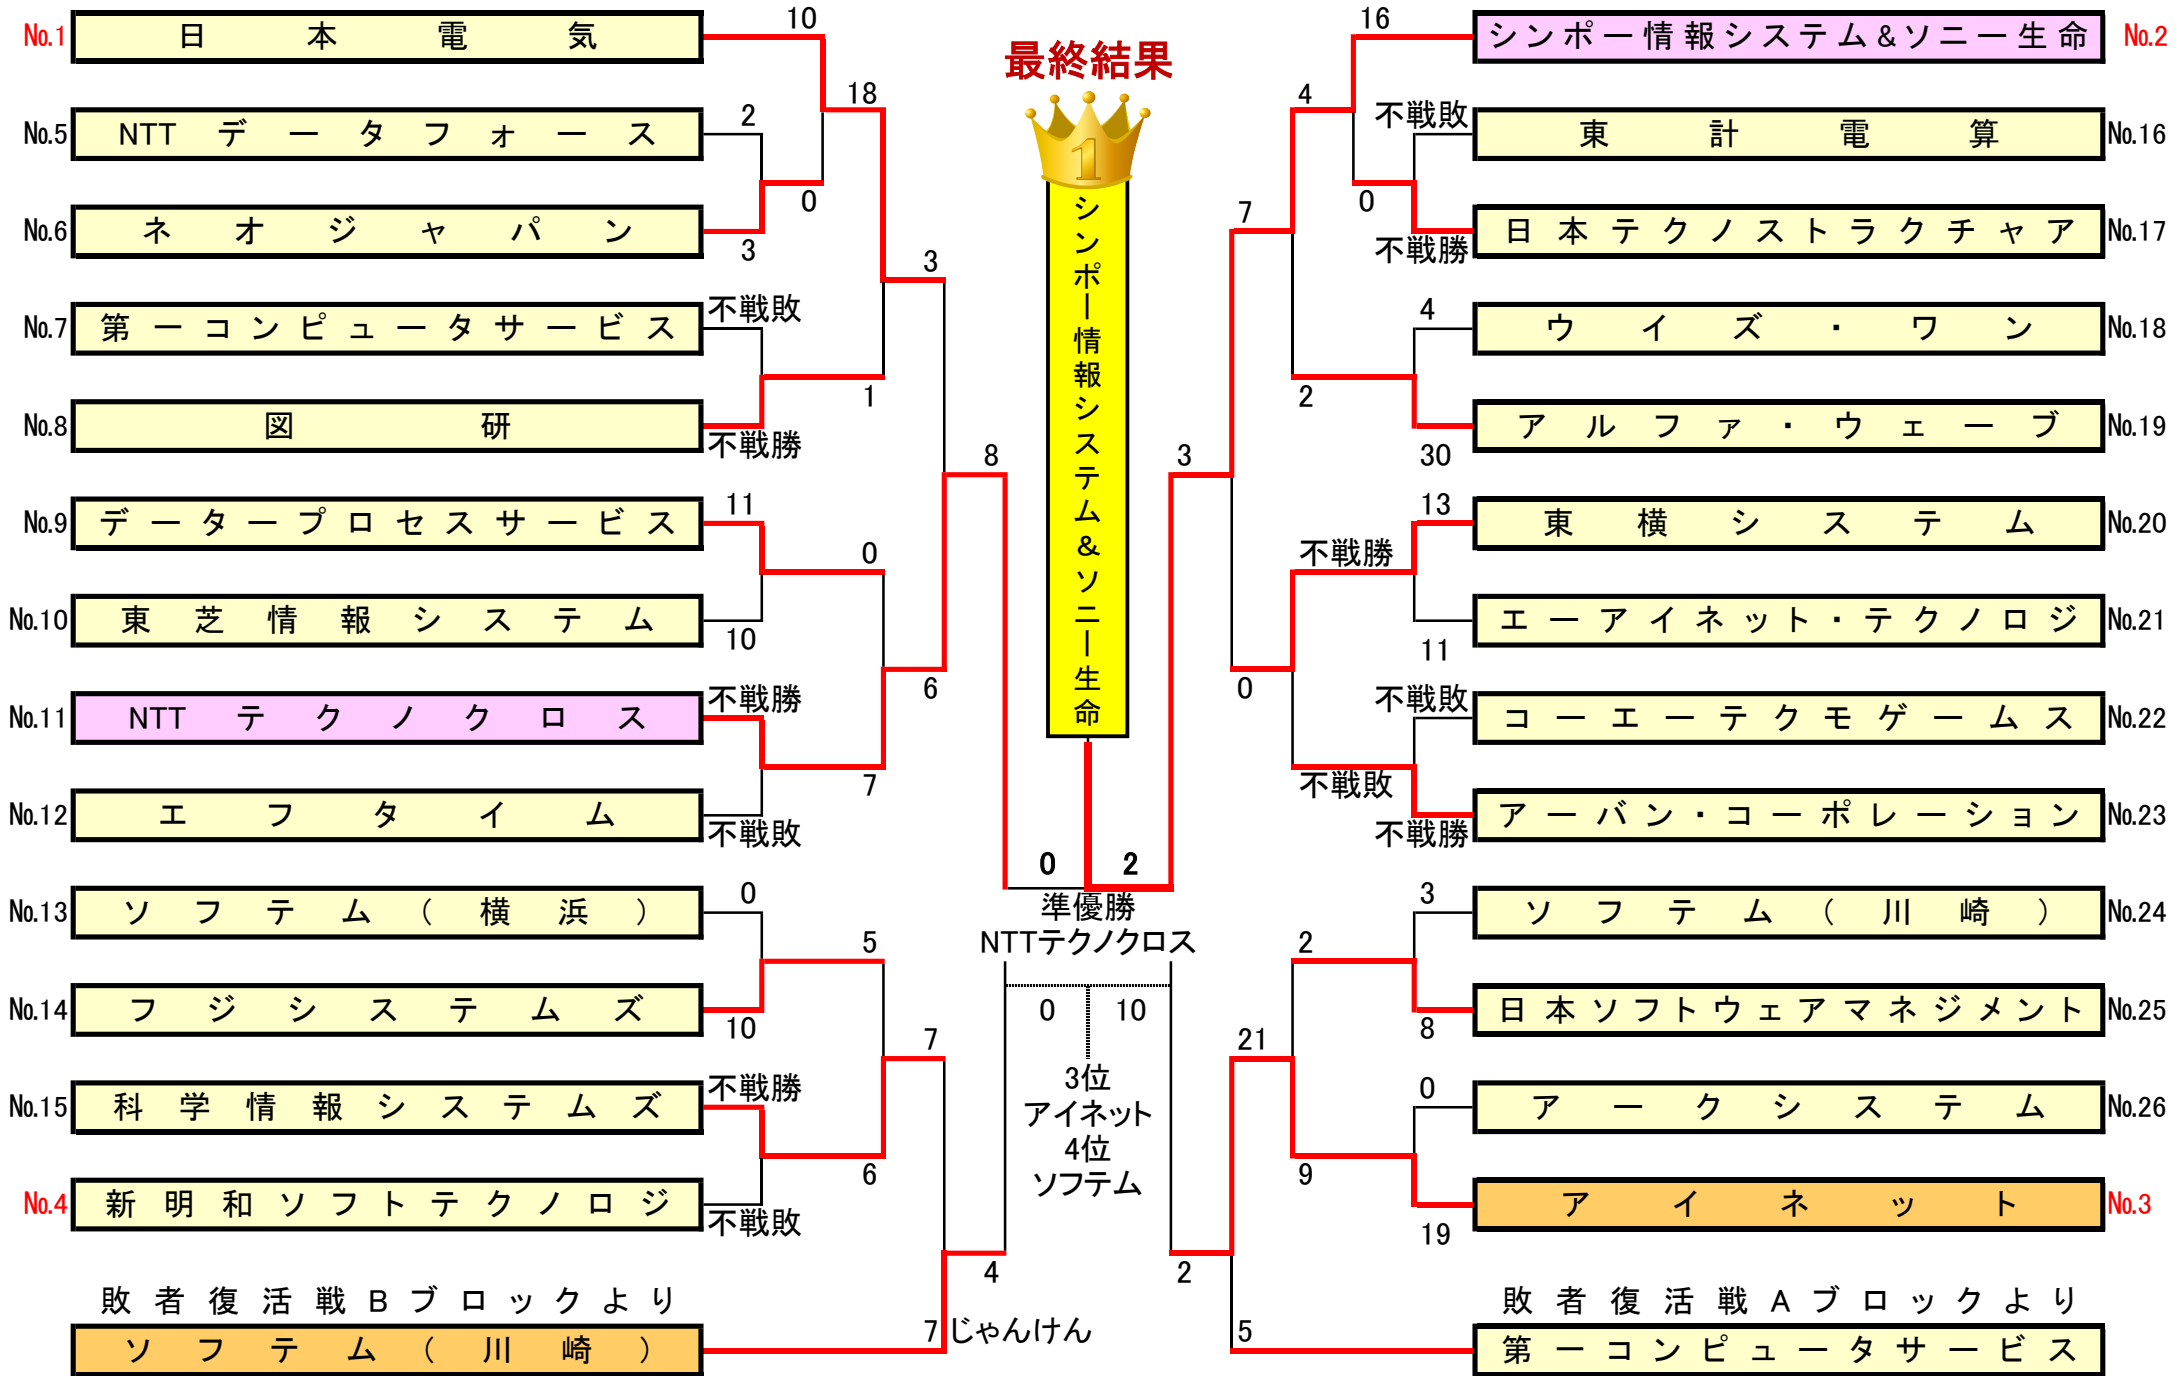 最終結果
1
シンポー情報システム&ソニー生命
No.1 日本電気 10
No.5 NTTデータフォース 2
No.6 ネオジャパン 3
18
0
No.7 第一コンピュータサービス 不戦敗
No.8 図研 不戦勝
3
1
No.9 データープロセスサービス 11
No.10 東芝情報システム 10
0
No.11 NTTテクノクロス 不戦勝
No.12 エフタイム 不戦敗
7
6
8
No.13 ソフテム(横浜) 0
No.14 フジシステムズ 10
5
No.15 科学情報システムズ 不戦勝
No.4 新明和ソフトテクノロジ 不戦敗
6
7
敗者復活戦Bブロックより
ソフテム(川崎) 7 じゃんけん
4
16 シンポー情報システム&ソニー生命 No.2
不戦敗 東計電算 No.16
不戦勝 日本テクノストラクチャア No.17
4
0
4 ウイズ・ワン No.18
30 アルファ・ウェーブ No.19
7
2
13 東横システム No.20
11 エーアイネット・テクノロジ No.21
不戦勝
不戦敗 コーエーテクモゲームス No.22
不戦勝 アーバン・コーポレーション No.23
不戦敗
0
3
3 ソフテム(川崎) No.24
8 日本ソフトウェアマネジメント No.25
2
0 アークシステム No.26
19 アイネット No.3
9
21
敗者復活戦Aブロックより
5 第一コンピュータサービス
2
0 2
準優勝
NTTテクノクロス
0 10
3位
アイネット
4位
ソフテム